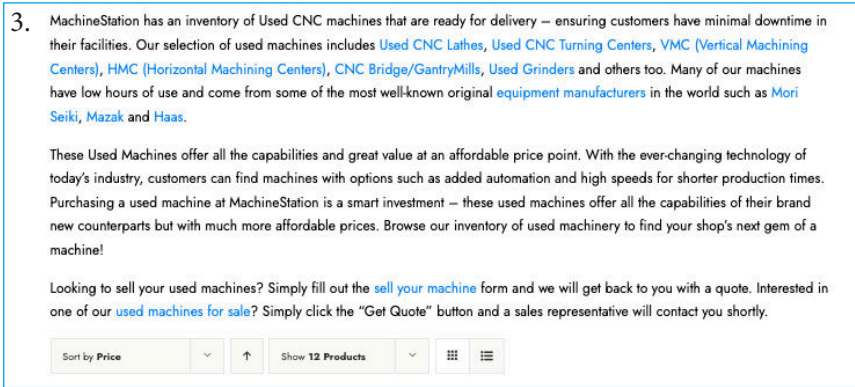 3.
MachineStation has an inventory of Used CNC machines that are ready for delivery – ensuring customers have minimal downtime in
their facilities. Our selection of used machines includes Used CNC Lathes, Used CNC Turning Centers, VMC (Vertical Machining
Centers), HMC (Horizontal Machining Centers), CNC Bridge/GantryMills, Used Grinders and others too. Many of our machines
have low hours of use and come from some of the most well-known original equipment manufacturers in the world such as Mori
Seiki, Mazak and Haas.
These Used Machines offer all the capabilities and great value at an affordable price point. With the ever-changing technology of
today's industry, customers can find machines with options such as added automation and high speeds for shorter production times.
Purchasing a used machine at MachineStation is a smart investment – these used machines offer all the capabilities of their brand
new counterparts but with much more affordable prices. Browse our inventory of used machinery to find your shop's next gem of a
machine!
Looking to sell your used machines? Simply fill out the sell your machine form and we will get back to you with a quote. Interested in
one of our used machines for sale? Simply click the "Get Quote" button and a sales representative will contact you shortly.
Sort by Price Show 12 Products